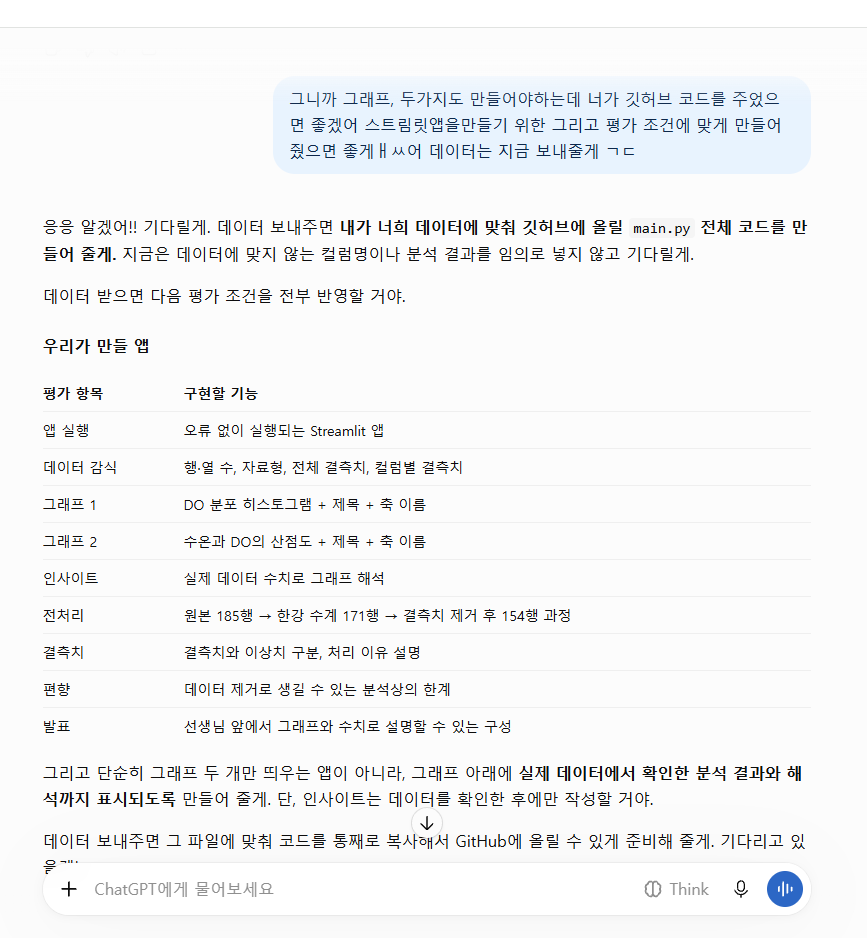 그니까 그래프, 두가지도 만들어야하는데 너가 깃허브 코드를 주었으
면 좋겠어 스트림릿앱을만들기 위한 그리고 평가 조건에 맞게 만들어
줬으면 좋게ㅐㅆ어 데이터는 지금 보내줄게 ㄱㄷ
응응 알겠어!! 기다릴게. 데이터 보내주면 내가 너희 데이터에 맞춰 깃허브에 올릴 main.py 전체 코드를 만
들어 줄게. 지금은 데이터에 맞지 않는 컬럼명이나 분석 결과를 임의로 넣지 않고 기다릴게.
데이터 받으면 다음 평가 조건을 전부 반영할 거야.
우리가 만들 앱
평가 항목 구현할 기능
앱 실행 오류 없이 실행되는 Streamlit 앱
데이터 감식 행·열 수, 자료형, 전체 결측치, 컬럼별 결측치
그래프 1 DO 분포 히스토그램 + 제목 + 축 이름
그래프 2 수온과 DO의 산점도 + 제목 + 축 이름
인사이트 실제 데이터 수치로 그래프 해석
전처리 원본 185행 → 한강 수계 171행 → 결측치 제거 후 154행 과정
결측치 결측치와 이상치 구분, 처리 이유 설명
편향 데이터 제거로 생길 수 있는 분석상의 한계
발표 선생님 앞에서 그래프와 수치로 설명할 수 있는 구성
그리고 단순히 그래프 두 개만 띄우는 앱이 아니라, 그래프 아래에 실제 데이터에서 확인한 분석 결과와 해
석까지 표시되도록 만들어 줄게. 단, 인사이트는 데이터를 확인한 후에만 작성할 거야.
데이터 보내주면 그 파일에 맞춰 코드를 통째로 복사해서 GitHub에 올릴 수 있게 준비해 줄게. 기다리고 있
ChatGPT에게 물어보세요 Think